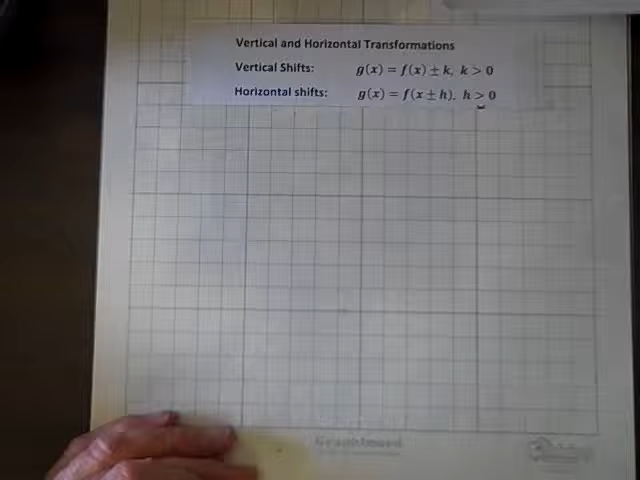 Vertical and Horizontal Transformations
Vertical Shifts: g(x) = f(x) ± k, k > 0
Horizontal shifts: g(x) = f(x ± h). h > 0